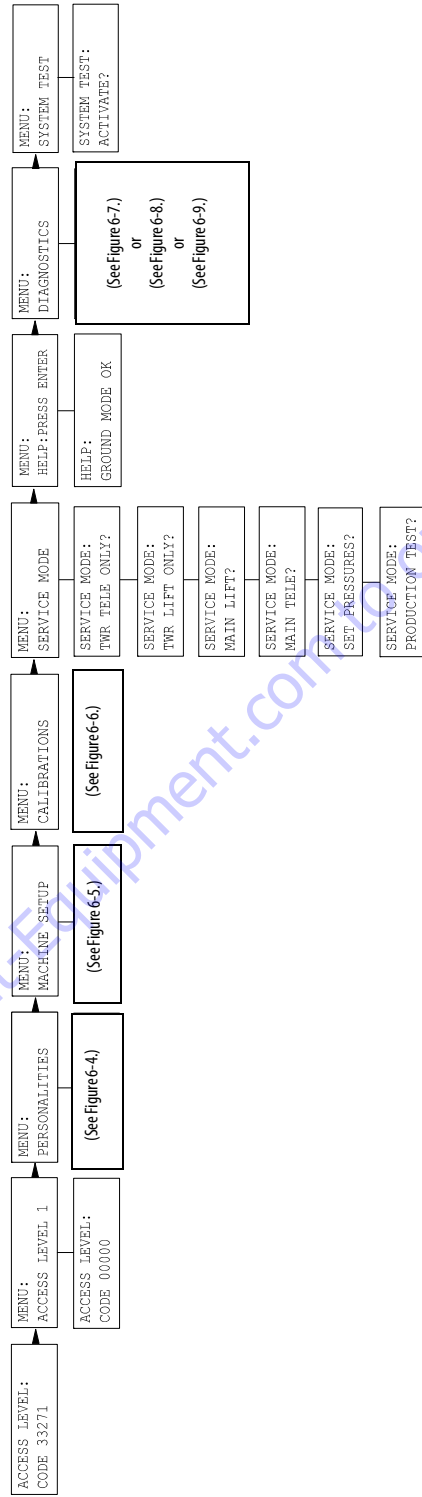 ACCESS LEVEL:
CODE 33271
MENU:
ACCESS LEVEL 1
ACCESS LEVEL:
CODE 00000
MENU:
PERSONALITIES
(See Figure 6-4.)
MENU:
MACHINE SETUP
(See Figure 6-5.)
MENU:
CALIBRATIONS
(See Figure 6-6.)
MENU:
SERVICE MODE
SERVICE MODE:
TWR TELE ONLY?
SERVICE MODE:
TWR LIFT ONLY?
SERVICE MODE:
MAIN LIFT?
SERVICE MODE:
MAIN TELE?
SERVICE MODE:
SET PRESSURES?
SERVICE MODE:
PRODUCTION TEST?
MENU:
HELP:PRESS ENTER
HELP:
GROUND MODE OK
MENU:
DIAGNOSTICS
(See Figure 6-7.)
or
(See Figure 6-8.)
or
(See Figure 6-9.)
MENU:
SYSTEM TEST
SYSTEM TEST:
ACTIVATE?